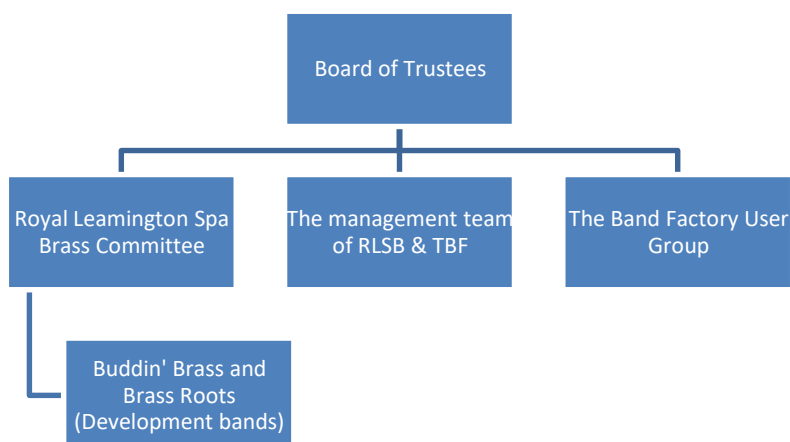 Board of Trustees
Royal Leamington Spa
Brass Committee
The management team
of RLSB & TBF
The Band Factory User
Group
Buddin' Brass and
Brass Roots
(Development bands)